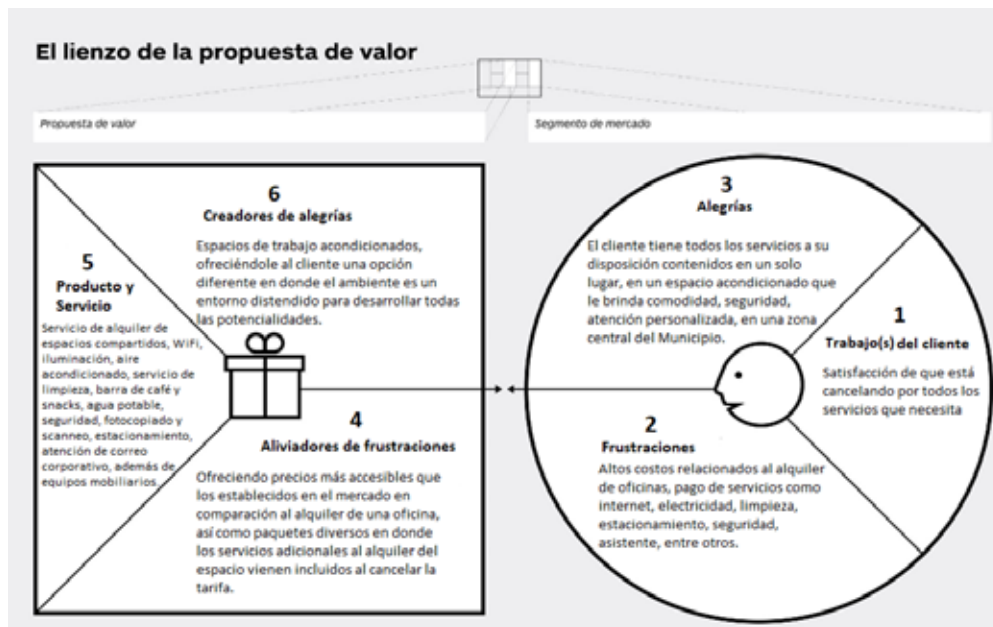 El lienzo de la propuesta de valor
Propuesta de valor
Segmento de mercado
6
Creadores de alegrías
Espacios de trabajo acondicionados,
ofreciéndole al cliente una opción
diferente en donde el ambiente es un
entorno distendido para desarrollar todas
las potencialidades.
5
Producto y
Servicio
Servicio de alquiler de
espacios compartidos, WiFi,
iluminación, aire
acondicionado, servicio de
limpieza, barra de café y
snacks, agua potable,
seguridad, fotocopiado y
scanneo, estacionamiento,
atención de correo
corporativo, además de
equipos mobiliarios.
4
Aliviadores de frustraciones
Ofreciendo precios más accesibles que
los establecidos en el mercado en
comparación al alquiler de una oficina,
así como paquetes diversos en donde
los servicios adicionales al alquiler del
espacio vienen incluidos al cancelar la
tarifa.
3
Alegrías
El cliente tiene todos los servicios a su
disposición contenidos en un solo
lugar, en un espacio acondicionado que
le brinda comodidad, seguridad,
atención personalizada, en una zona
central del Municipio.
1
Trabajo(s) del cliente
Satisfacción de que está
cancelando por todos los
servicios que necesita
2
Frustraciones
Altos costos relacionados al alquiler
de oficinas, pago de servicios como
internet, electricidad, limpieza,
estacionamiento, seguridad,
asistente, entre otros.